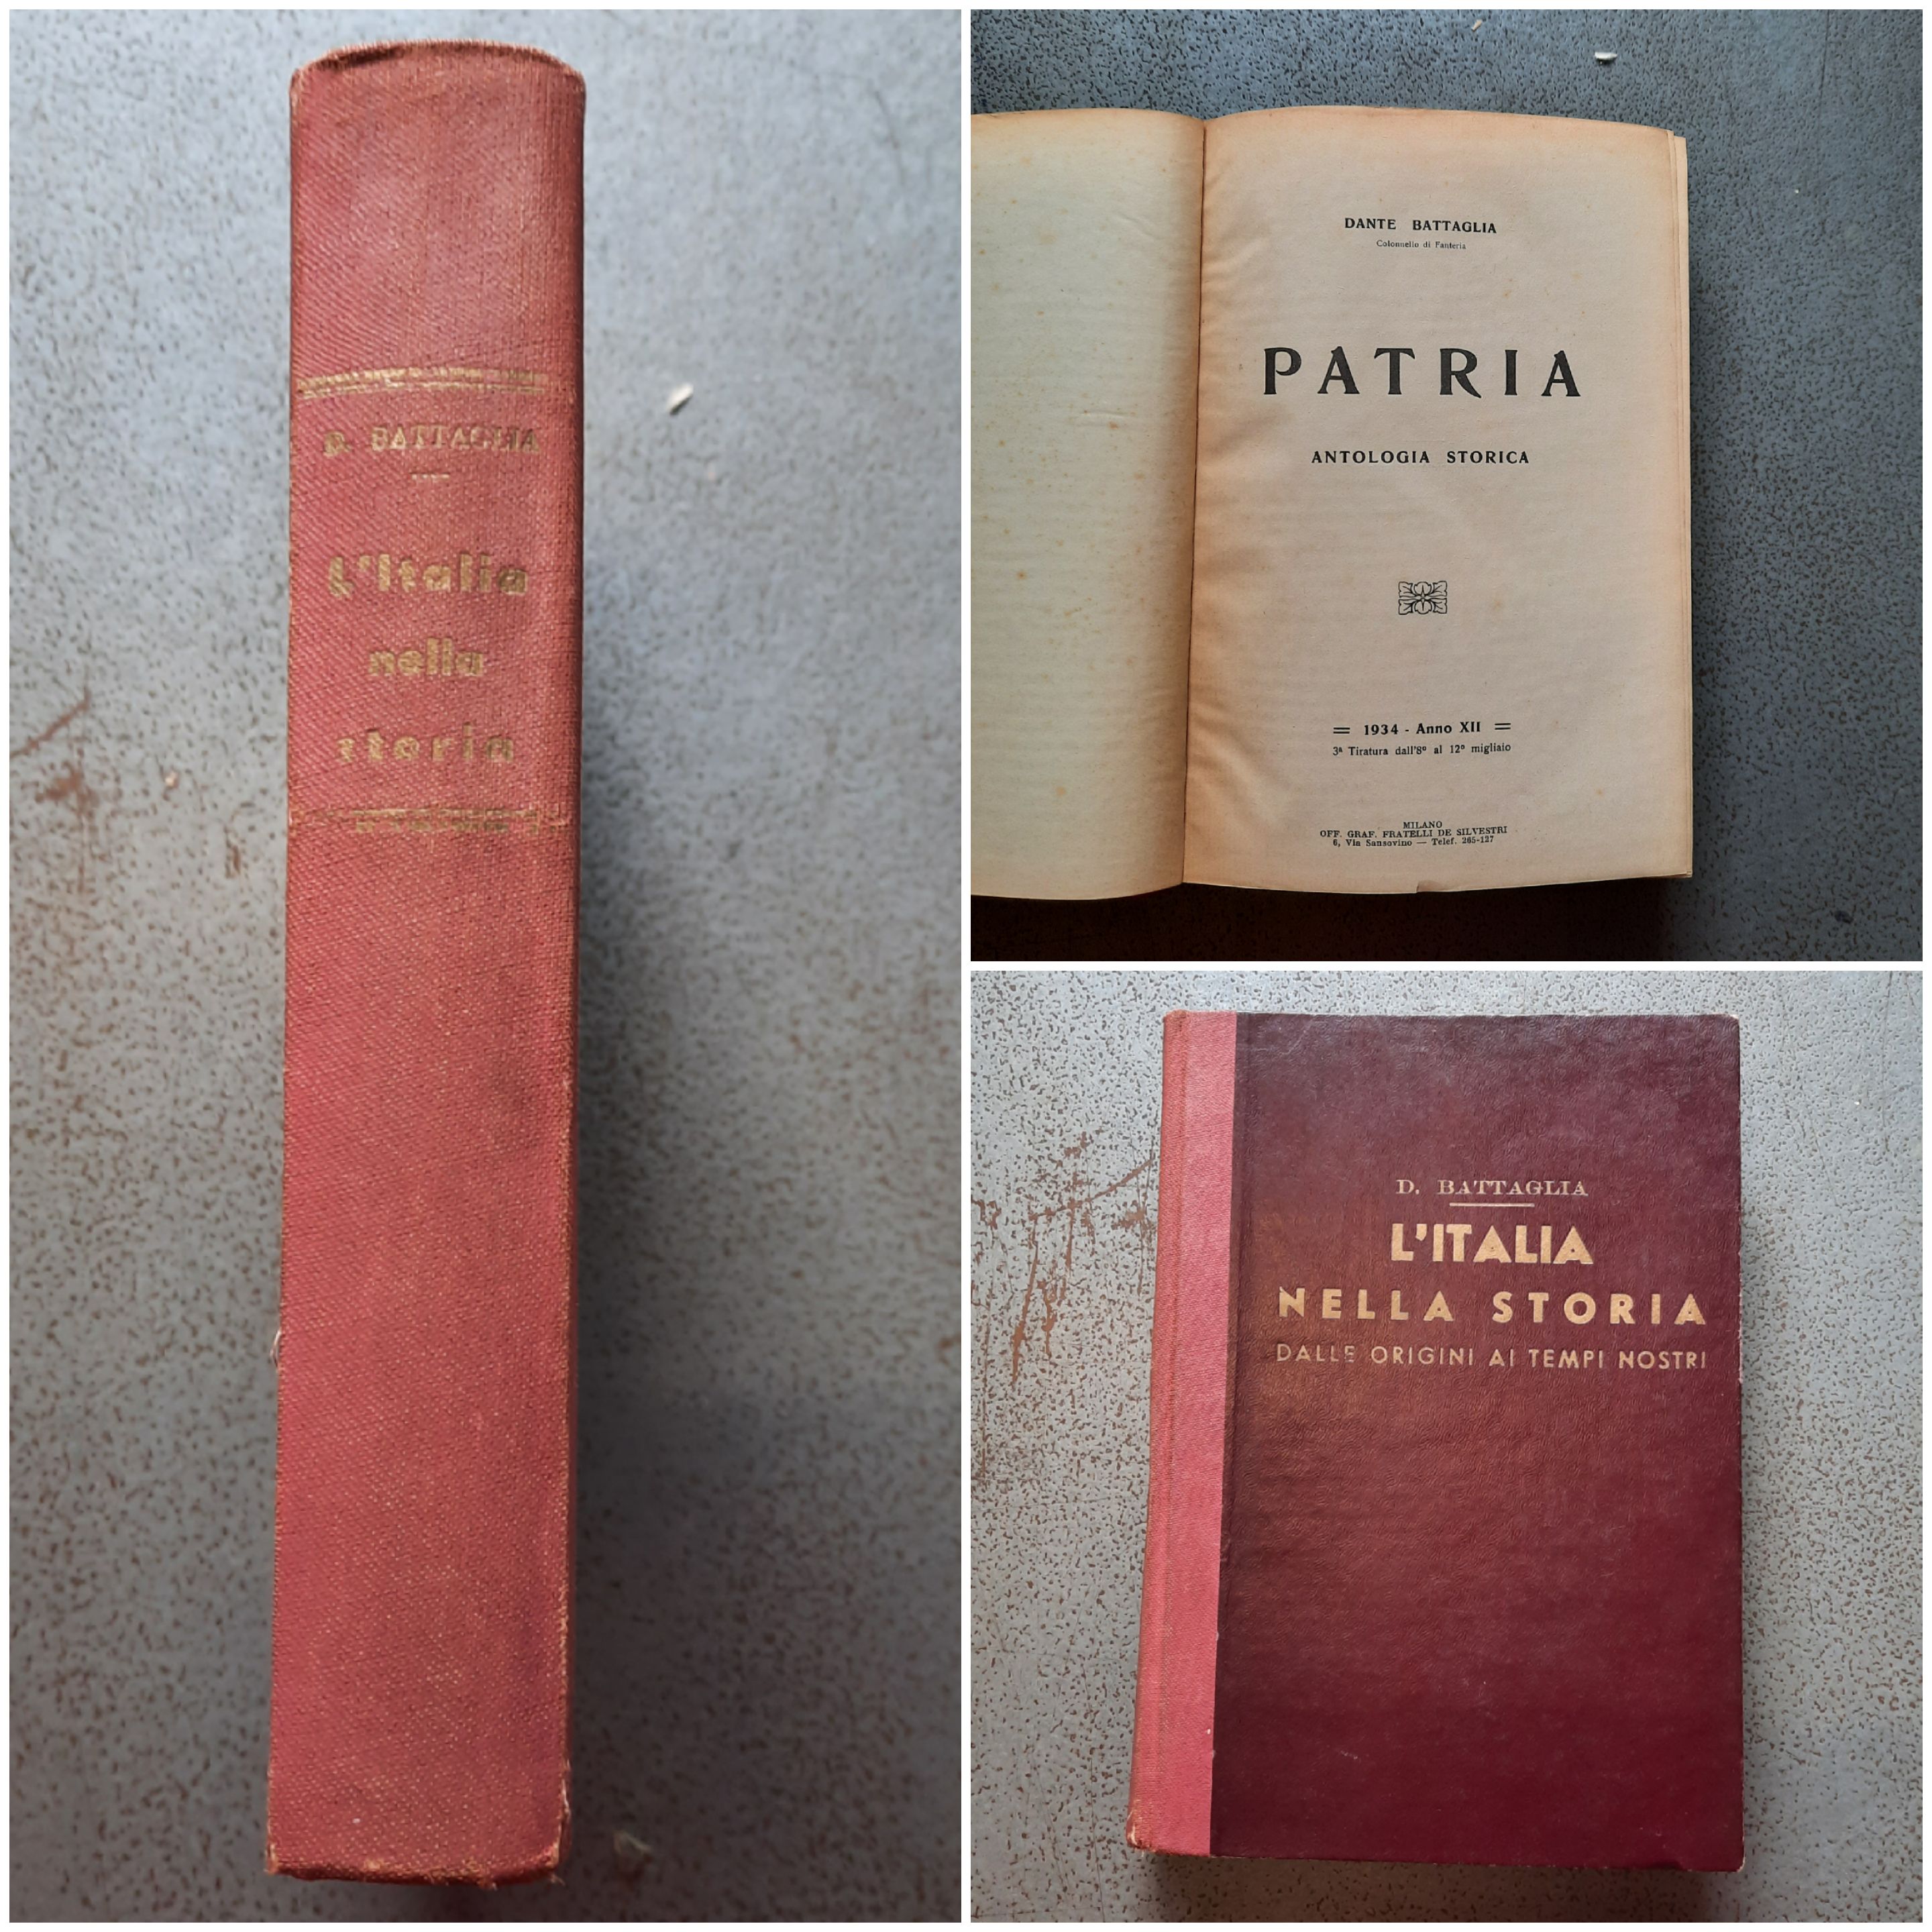 D. BATTAGLIA
L'Italia
nella
storia
DANTE BATTAGLIA
Colonnello di Fanteria
PATRIA
ANTOLOGIA STORICA
= 1934 - Anno XII =
3ª Tiratura dall'8º al 12º migliaio
MILANO
OFF. GRAF. FRATELLI DE SILVESTRI
6, Via Sansovino — Telef. 265-127
D. BATTAGLIA
L'ITALIA
NELLA STORIA
DALLE ORIGINI AI TEMPI NOSTRI